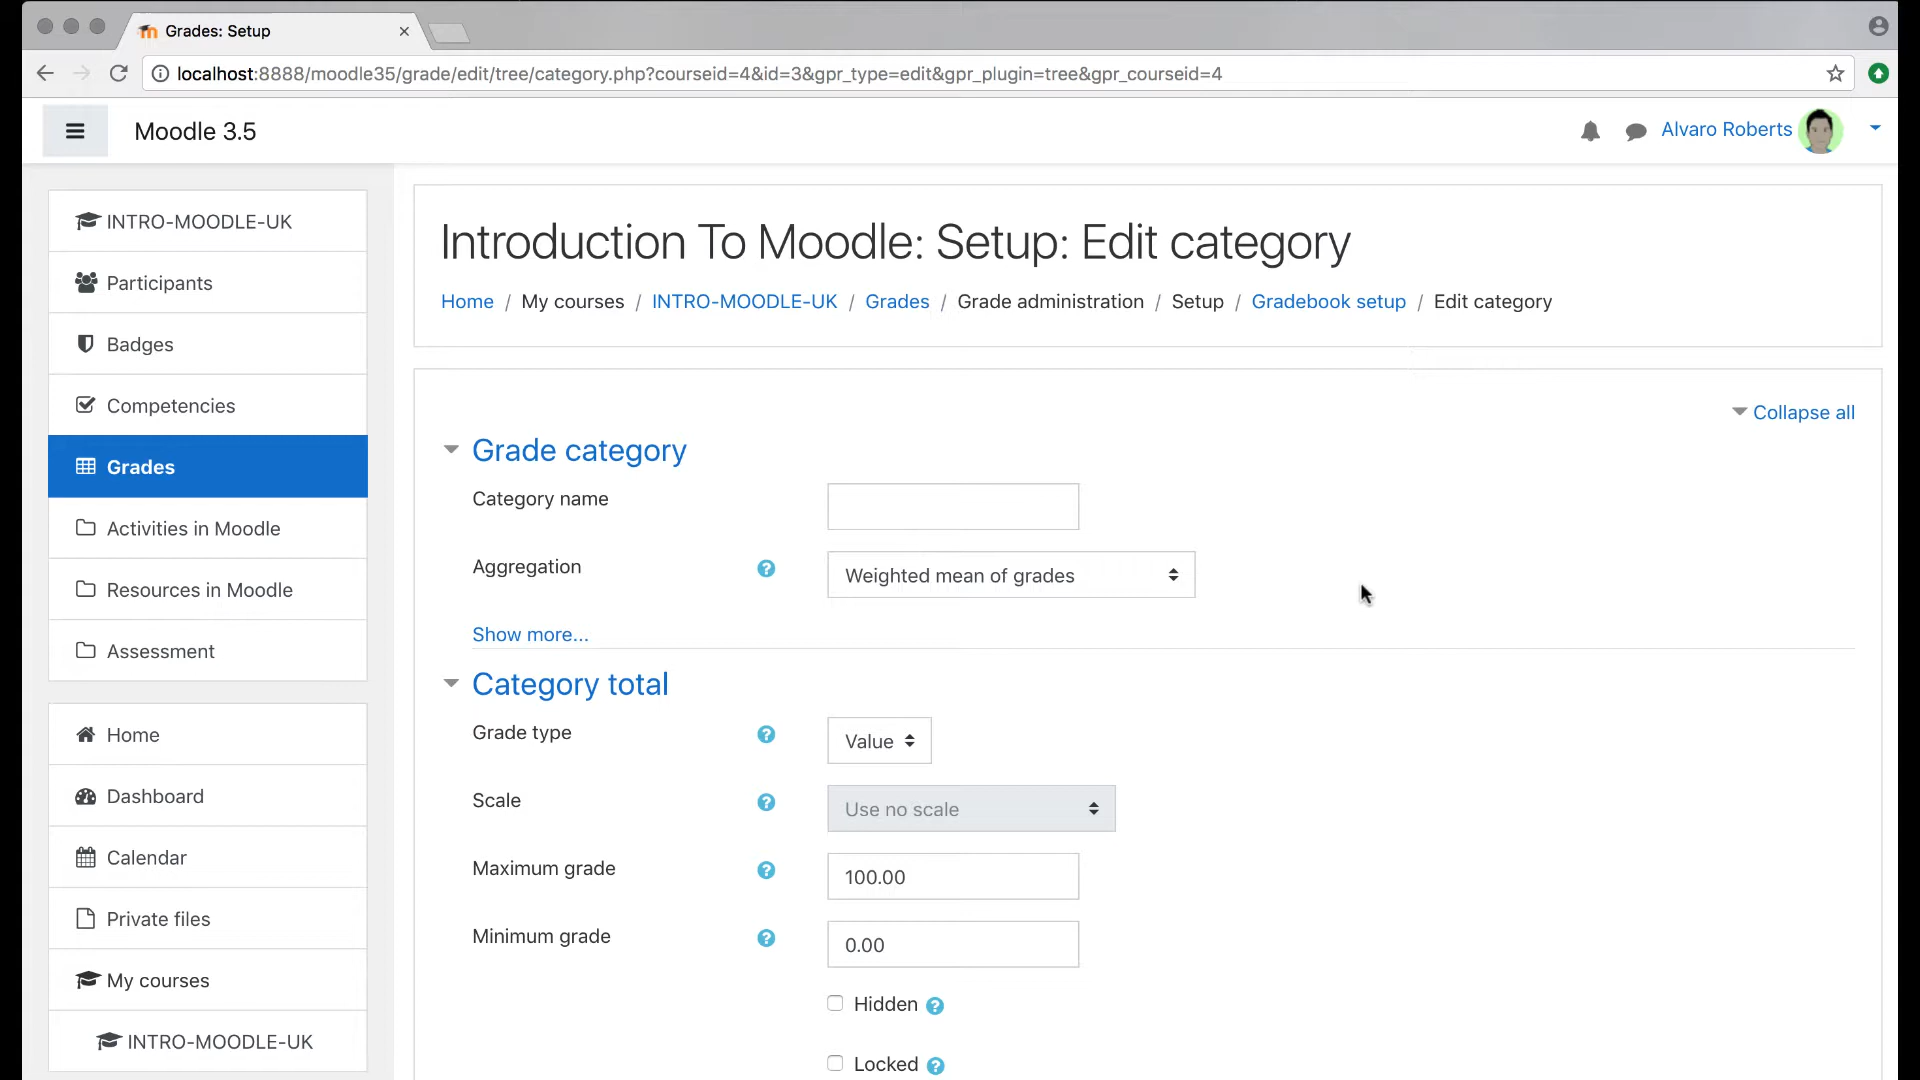 Grades: Setup
localhost:8888/moodle35/grade/edit/tree/category.php?courseid=4&id=3&gpr_type=edit&gpr_plugin=tree&gpr_courseid=4
Moodle 3.5
Alvaro Roberts
INTRO-MOODLE-UK
Participants
Badges
Competencies
Grades
Activities in Moodle
Resources in Moodle
Assessment
Home
Dashboard
Calendar
Private files
My courses
INTRO-MOODLE-UK
Introduction To Moodle: Setup: Edit category
Home / My courses / INTRO-MOODLE-UK / Grades / Grade administration / Setup / Gradebook setup / Edit category
Collapse all
Grade category
Category name
Aggregation ? Weighted mean of grades
Show more...
Category total
Grade type ? Value
Scale ? Use no scale
Maximum grade ? 100.00
Minimum grade ? 0.00
Hidden ?
Locked ?